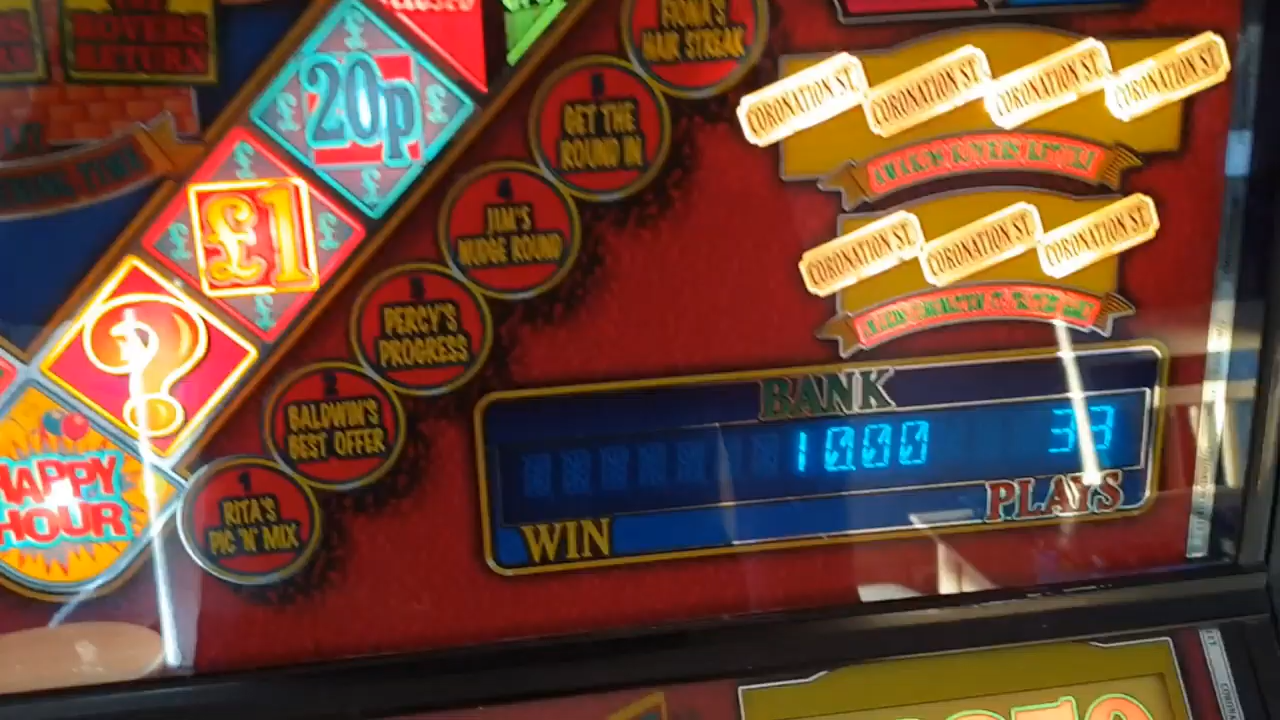 ROVERS
RETURN
20p
£1
HAPPY
HOUR
FIONA'S
HAIR STREAK
5
GET THE
ROUND IN
4
JIM'S
NUDGE ROUND
3
PERCY'S
PROGRESS
2
BALDWIN'S
BEST OFFER
1
RITA'S
PIC 'N' MIX
CORONATION ST. CORONATION ST. CORONATION ST. CORONATION ST.
CORONATION ST. CORONATION ST. CORONATION ST.
BANK
1000 33
WIN
PLAYS